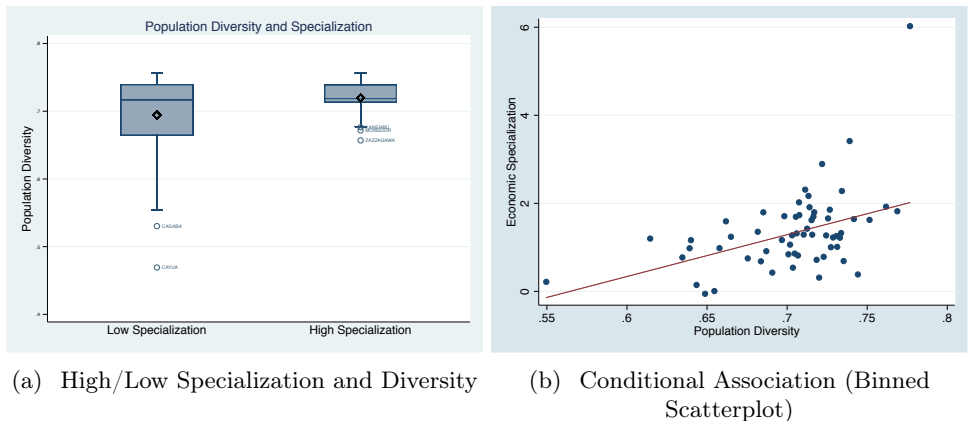 Population Diversity and Specialization
Population Diversity
.8
.7
.6
.5
.4
CAGABA
CAYUA
ZAZZAGAWA
Low Specialization
High Specialization
Economic Specialization
6
4
2
0
.55
.6
.65
.7
.75
.8
Population Diversity
(a) High/Low Specialization and Diversity
(b) Conditional Association (Binned
Scatterplot)